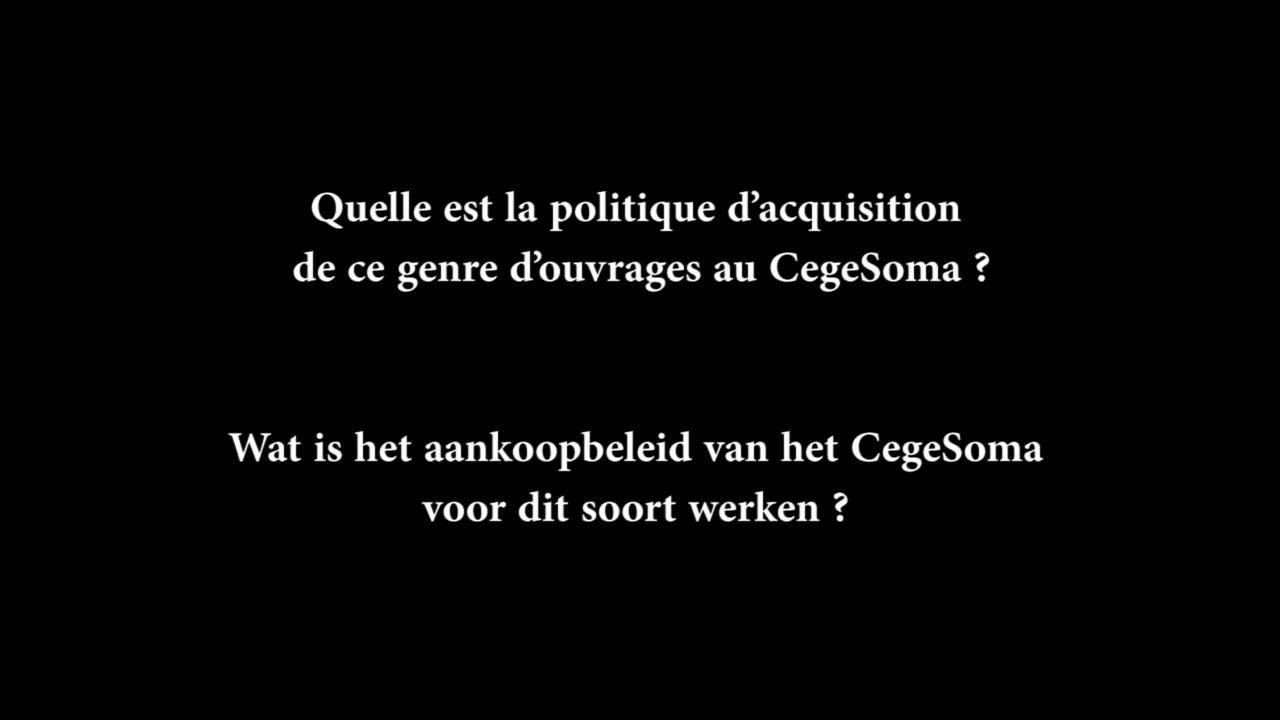 Quelle est la politique d’acquisition
de ce genre d’ouvrages au CegeSoma ?
Wat is het aankoopbeleid van het CegeSoma
voor dit soort werken ?